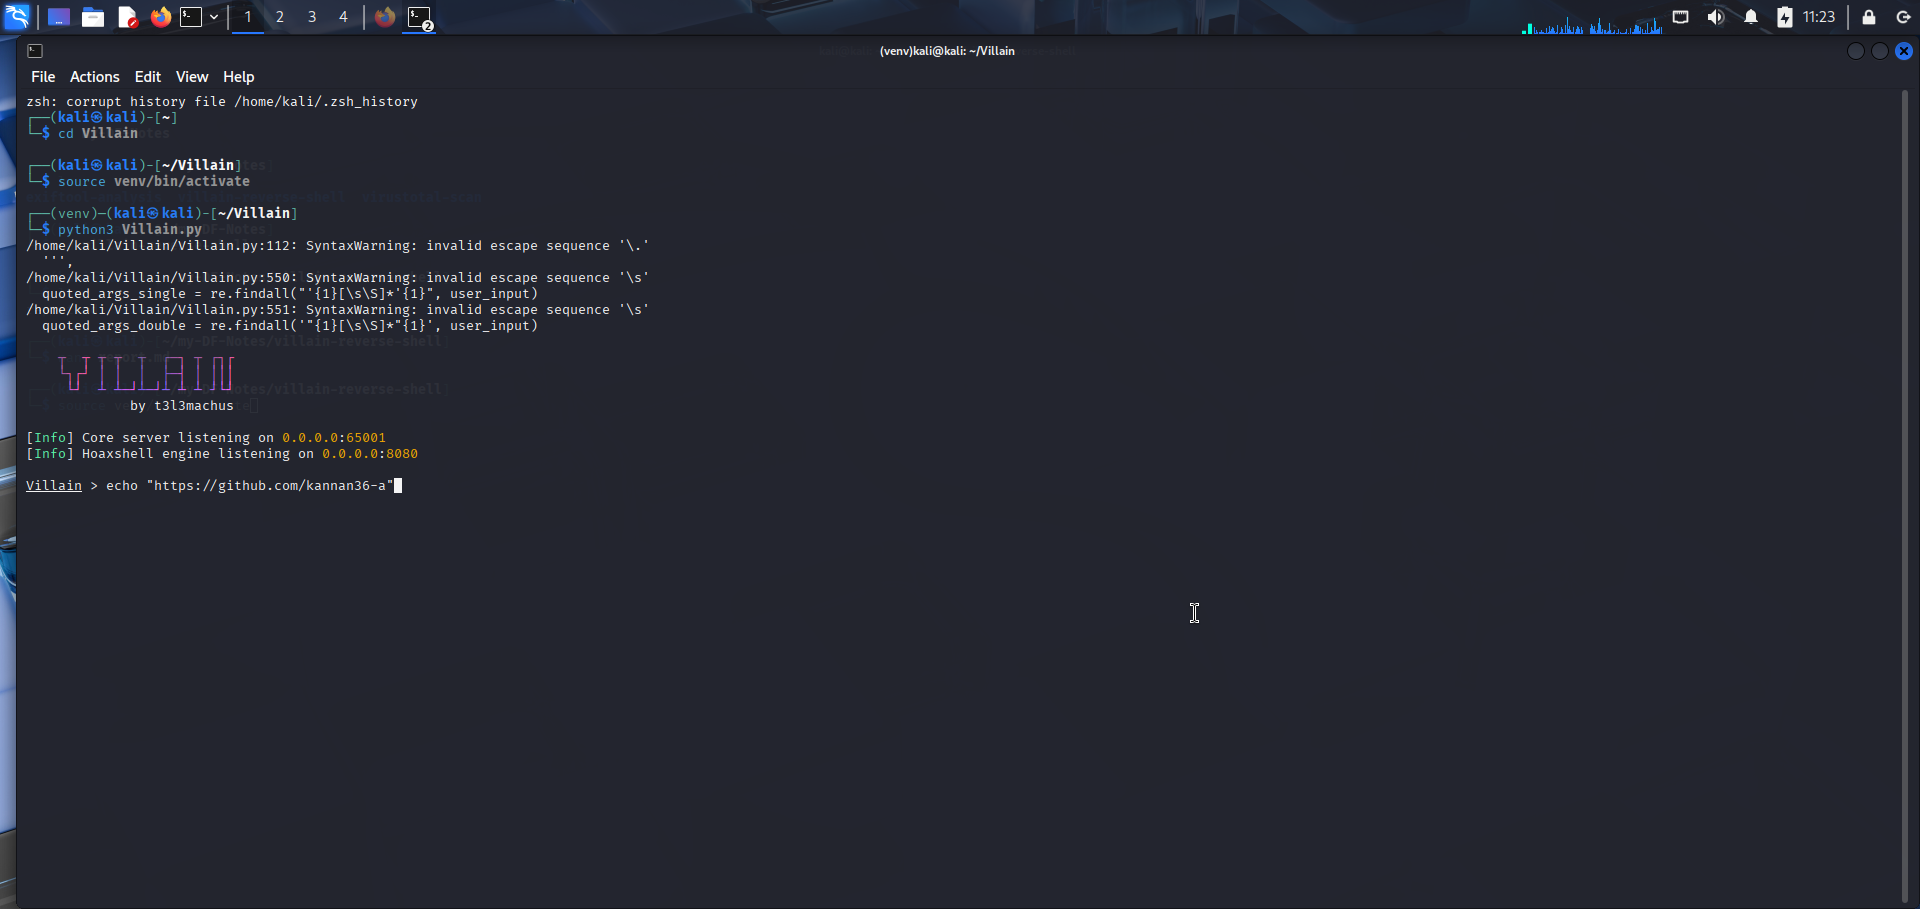 1 2 3 4 2 11:23
(venv)kali@kali: ~/Villain
File Actions Edit View Help
zsh: corrupt history file /home/kali/.zsh_history
┌──(kali㉿kali)-[~]
└─$ cd Villain
┌──(kali㉿kali)-[~/Villain]
└─$ source venv/bin/activate
┌──(venv)─(kali㉿kali)-[~/Villain]
└─$ python3 Villain.py
/home/kali/Villain/Villain.py:112: SyntaxWarning: invalid escape sequence '\.'
''',
/home/kali/Villain/Villain.py:550: SyntaxWarning: invalid escape sequence '\s'
quoted_args_single = re.findall("'{1}[\s\S]*'{1}", user_input)
/home/kali/Villain/Villain.py:551: SyntaxWarning: invalid escape sequence '\s'
quoted_args_double = re.findall('"{1}[\s\S]*"{1}', user_input)
VILLAIN
by t3l3machus
[Info] Core server listening on 0.0.0.0:65001
[Info] Hoaxshell engine listening on 0.0.0.0:8080
Villain > echo "https://github.com/kannan36-a"